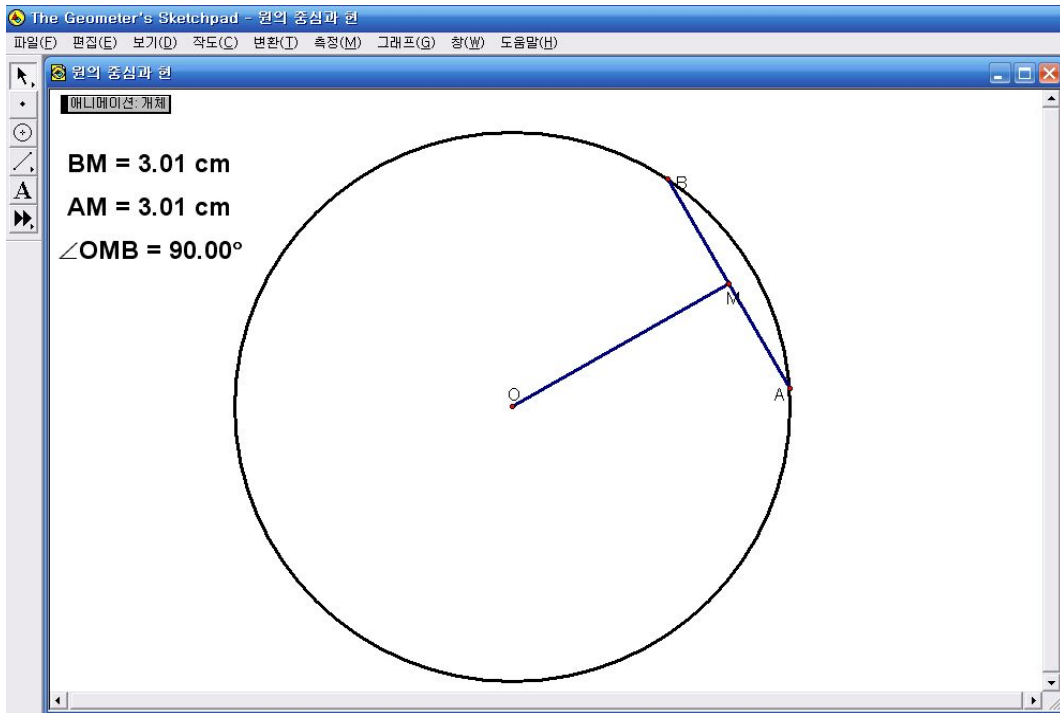 The Geometer's Sketchpad - 원의 중심과 현
파일(F) 편집(E) 보기(D) 작도(C) 변환(T) 측정(M) 그래프(G) 창(W) 도움말(H)
원의 중심과 현
애니메이션: 개체
BM = 3.01 cm
AM = 3.01 cm
∠OMB = 90.00°
B
M
A
O
A